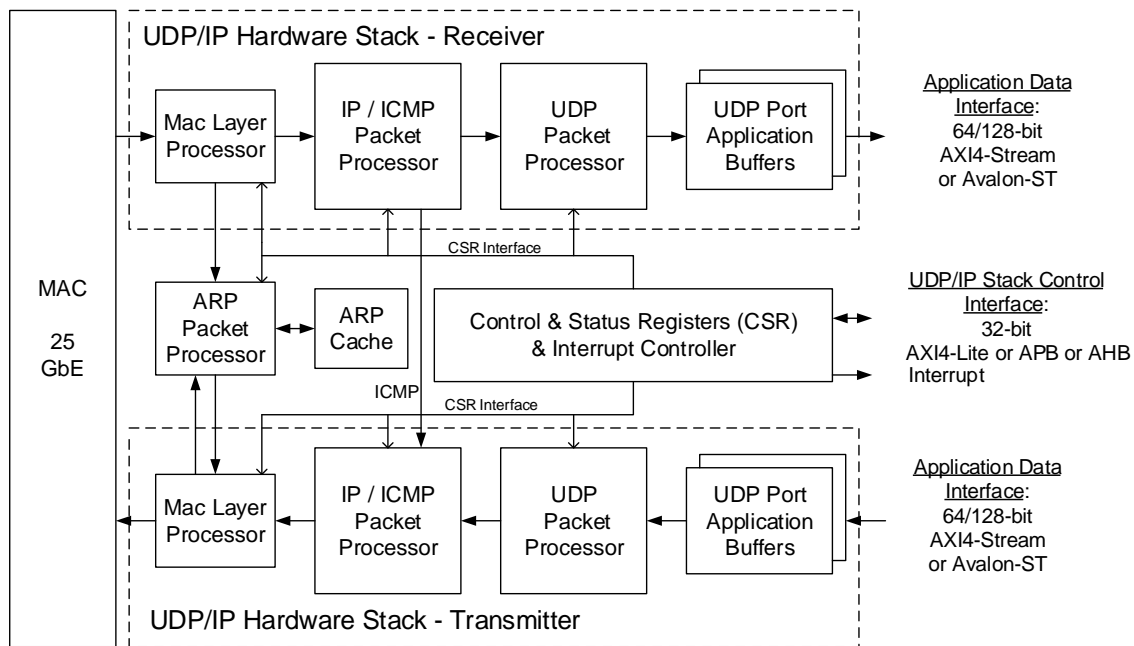 UDP/IP Hardware Stack - Receiver
Mac Layer
Processor
IP / ICMP
Packet
Processor
UDP
Packet
Processor
UDP Port
Application
Buffers
Application Data
Interface:
64/128-bit
AXI4-Stream
or Avalon-ST
CSR Interface
MAC
25
GbE
ARP
Packet
Processor
ARP
Cache
Control & Status Registers (CSR)
& Interrupt Controller
UDP/IP Stack Control
Interface:
32-bit
AXI4-Lite or APB or AHB
Interrupt
ICMP
CSR Interface
Mac Layer
Processor
IP / ICMP
Packet
Processor
UDP
Packet
Processor
UDP Port
Application
Buffers
Application Data
Interface:
64/128-bit
AXI4-Stream
or Avalon-ST
UDP/IP Hardware Stack - Transmitter